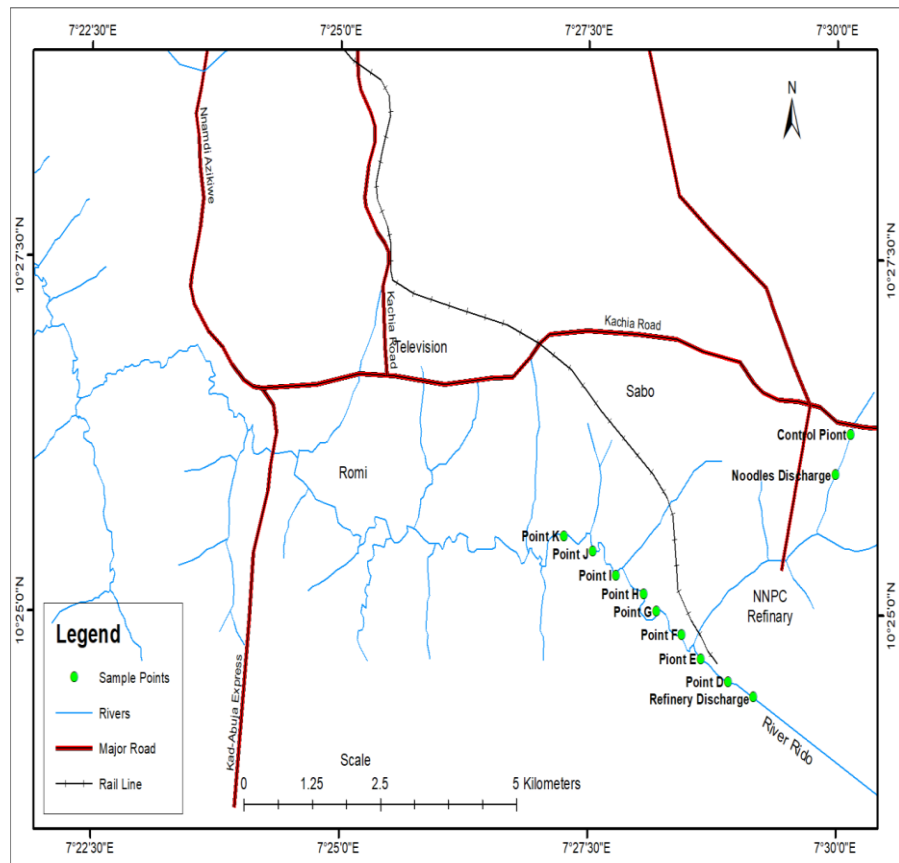 7°22'30"E 7°25'0"E 7°27'30"E 7°30'0"E
N
Nnamdi Azikiwe
10°27'30"N
10°27'30"N
Kachia Road
Television
Kachia Road
Sabo
Control Piont
Noodles Discharge
Romi
Point K
Point J
Point I
Point H
Point G
NNPC
Refinary
10°25'0"N
10°25'0"N
Point F
Piont E
Point D
Refinery Discharge
River Rido
Kad-Abuja Express
Legend
Sample Points
Rivers
Major Road
Rail Line
Scale
0 1.25 2.5 5 Kilometers
7°22'30"E 7°25'0"E 7°27'30"E 7°30'0"E